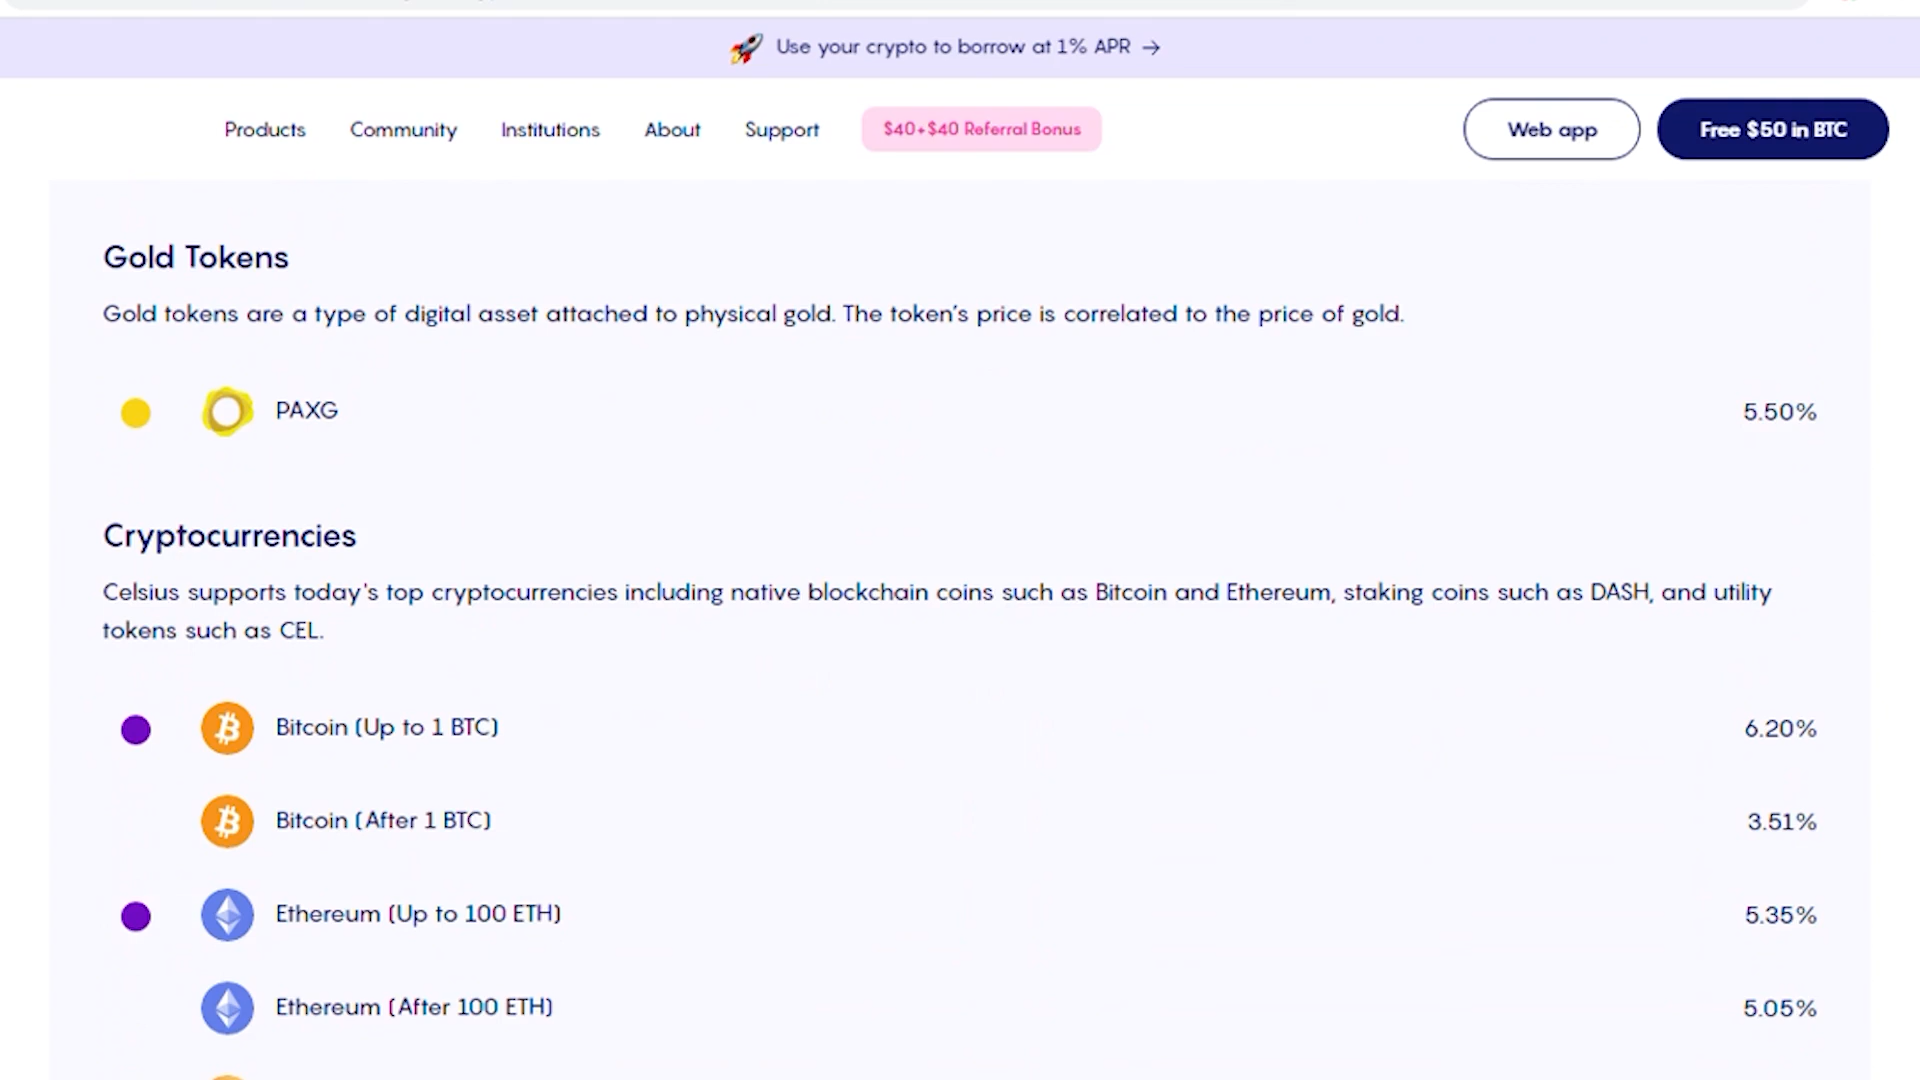 Use your crypto to borrow at 1% APR →
Products Community Institutions About Support $40+$40 Referral Bonus Web app Free $50 in BTC
Gold Tokens
Gold tokens are a type of digital asset attached to physical gold. The token's price is correlated to the price of gold.
PAXG 5.50%
Cryptocurrencies
Celsius supports today's top cryptocurrencies including native blockchain coins such as Bitcoin and Ethereum, staking coins such as DASH, and utility
tokens such as CEL.
Bitcoin (Up to 1 BTC) 6.20%
Bitcoin (After 1 BTC) 3.51%
Ethereum (Up to 100 ETH) 5.35%
Ethereum (After 100 ETH) 5.05%